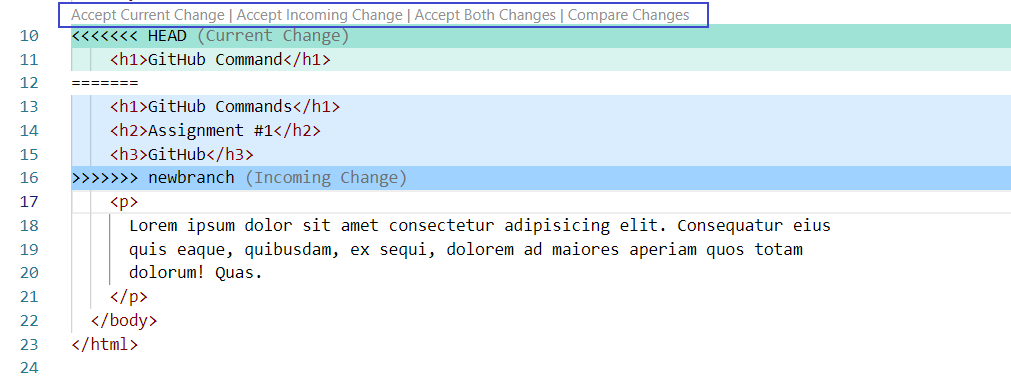 Accept Current Change | Accept Incoming Change | Accept Both Changes | Compare Changes
10 <<<<<<< HEAD (Current Change)
11     <h1>GitHub Command</h1>
12 =======
13     <h1>GitHub Commands</h1>
14     <h2>Assignment #1</h2>
15     <h3>GitHub</h3>
16 >>>>>>> newbranch (Incoming Change)
17     <p>
18       Lorem ipsum dolor sit amet consectetur adipisicing elit. Consequatur eius
19       quis eaque, quibusdam, ex sequi, dolorem ad maiores aperiam quos totam
20       dolorum! Quas.
21     </p>
22   </body>
23 </html>
24